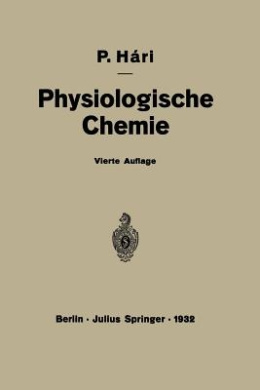 P. Hári
Physiologische
Chemie
Vierte Auflage
Berlin · Julius Springer · 1932